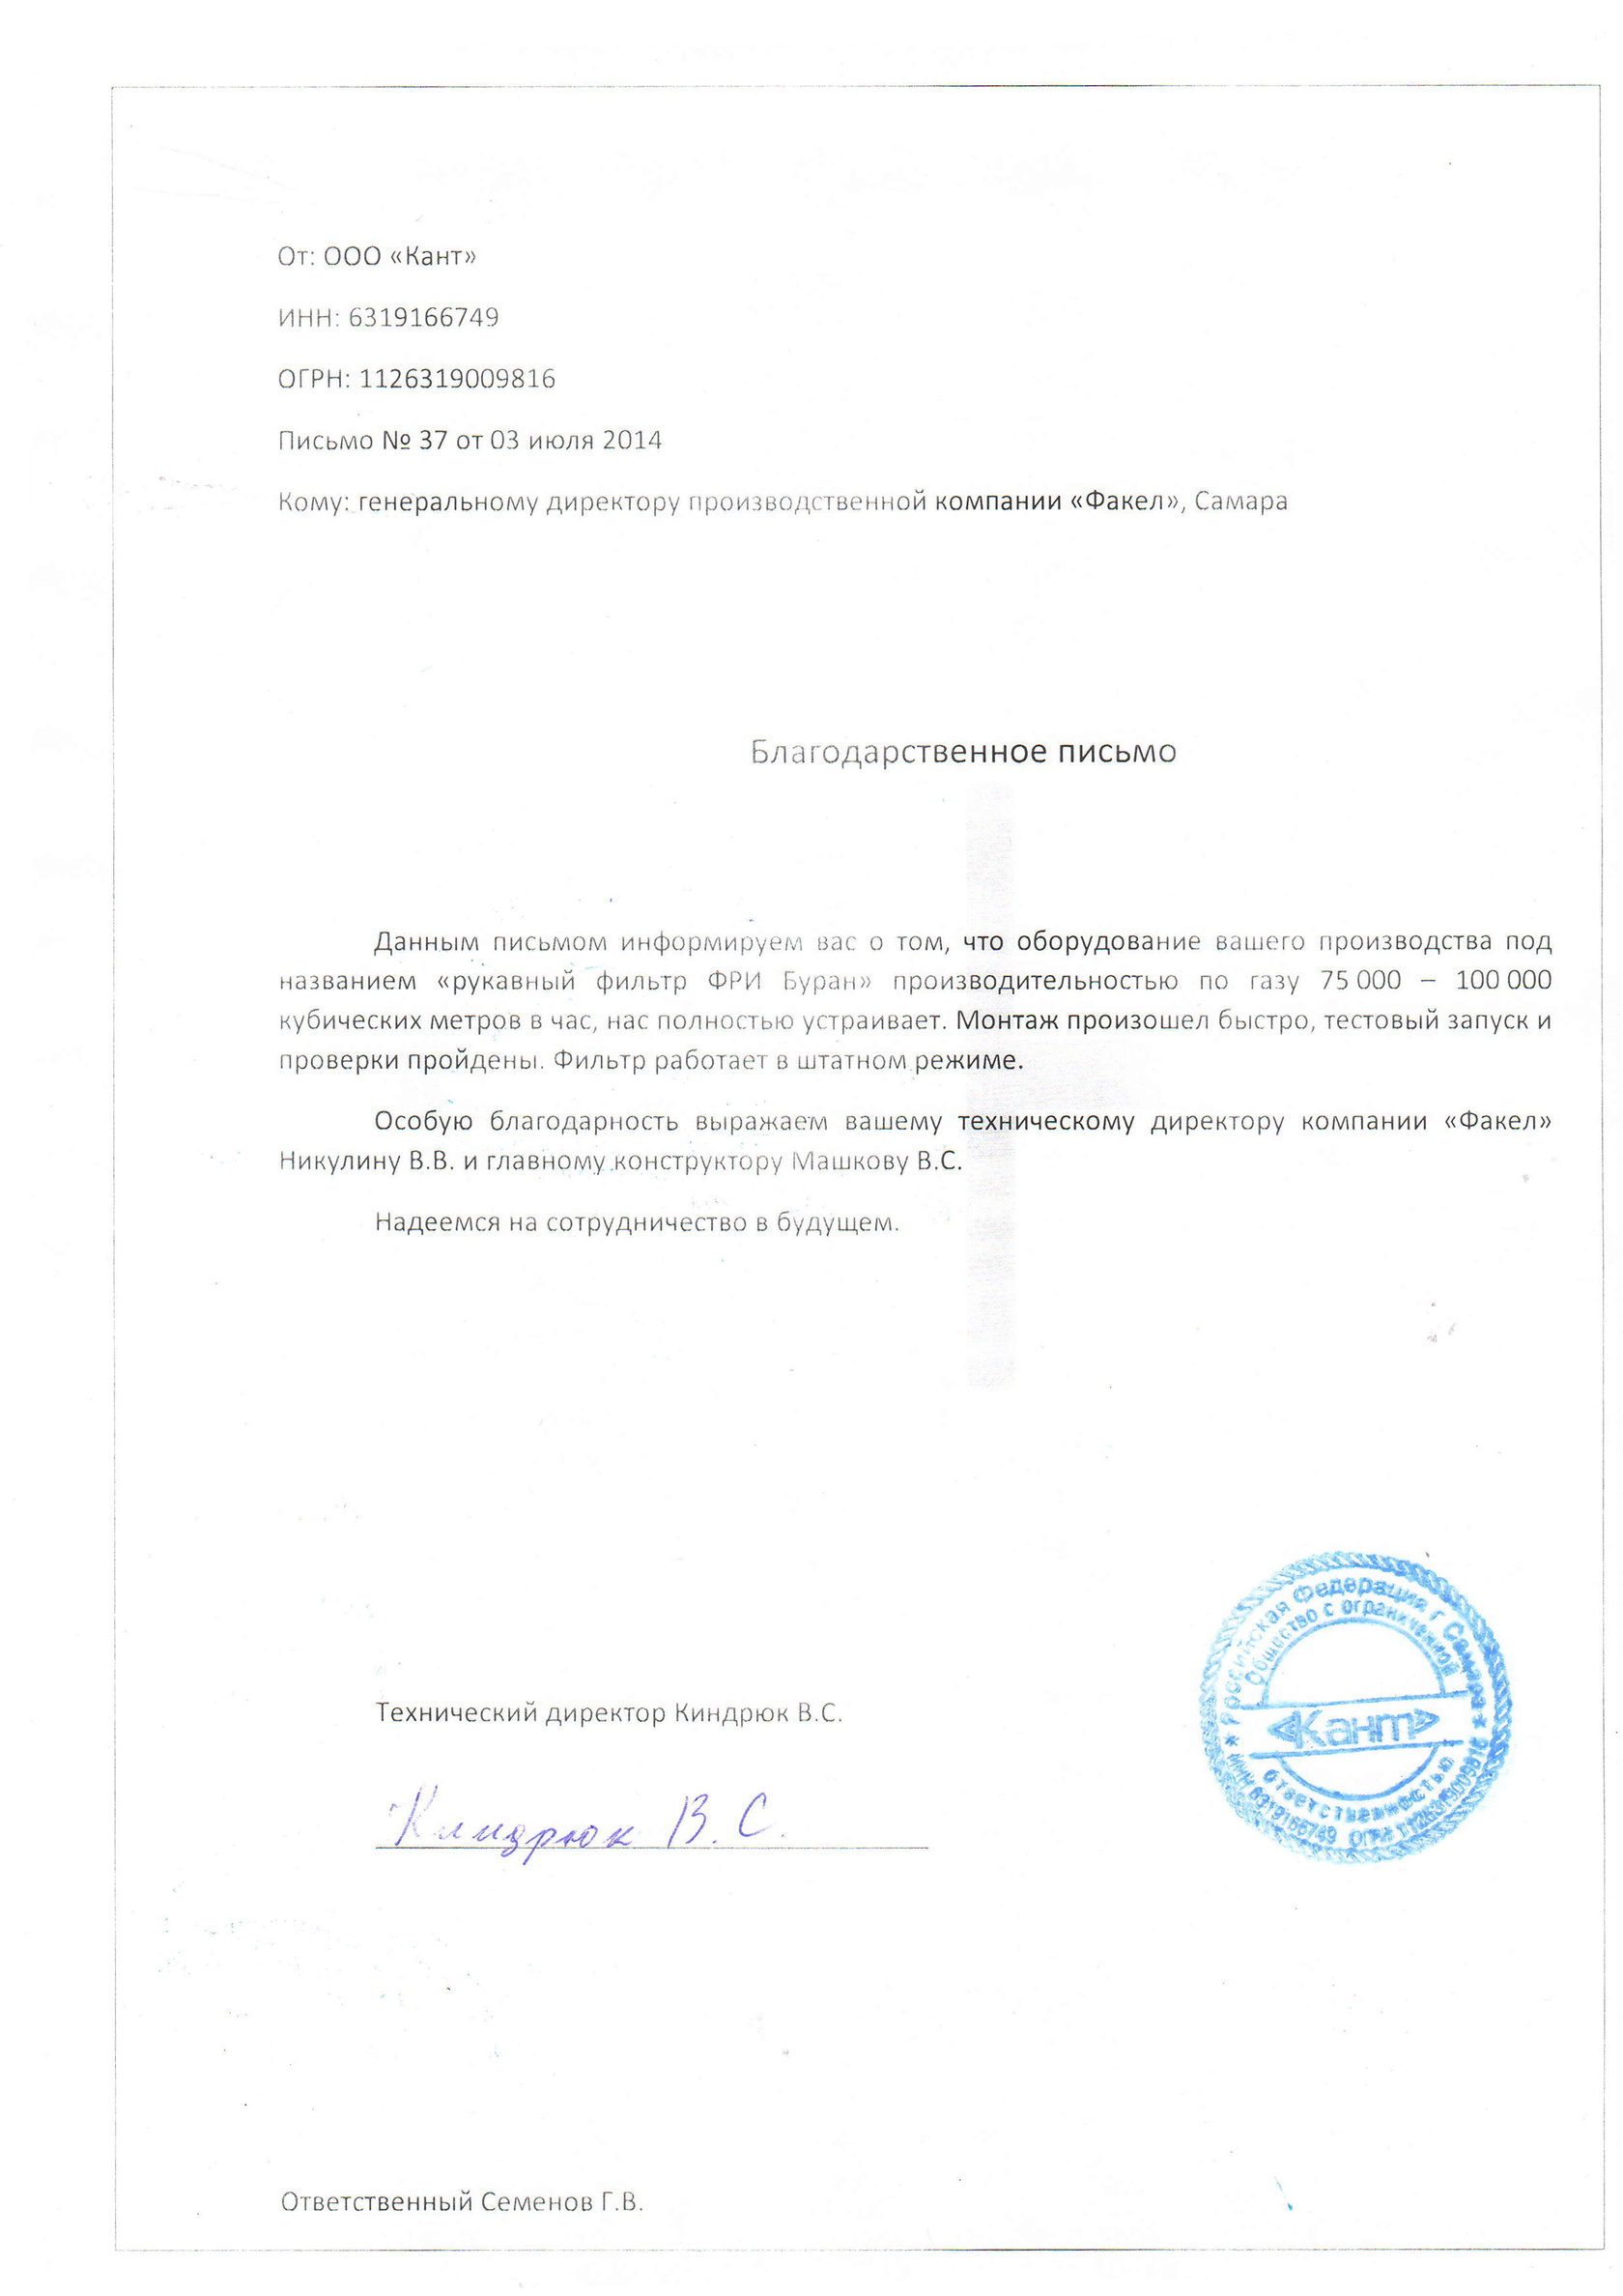 От: ООО «Кант»
ИНН: 6319166749
ОГРН: 1126319009816
Письмо № 37 от 03 июля 2014
Кому: генеральному директору производственной компании «Факел», Самара
Благодарственное письмо
Данным письмом информируем вас о том, что оборудование вашего производства под
названием «рукавный фильтр ФРИ Буран» производительностью по газу 75 000 – 100 000
кубических метров в час, нас полностью устраивает. Монтаж произошел быстро, тестовый запуск и
проверки пройдены. Фильтр работает в штатном режиме.
Особую благодарность выражаем вашему техническому директору компании «Факел»
Никулину В.В. и главному конструктору Машкову В.С.
Надеемся на сотрудничество в будущем.
Технический директор Киндрюк В.С.
Киндрюк В.С.
Российская Федерация г Самара
Общество с ограниченной
«Кант»
ответственностью
ИНН 6319166749 ОГРН 1126319009816
Ответственный Семенов Г.В.